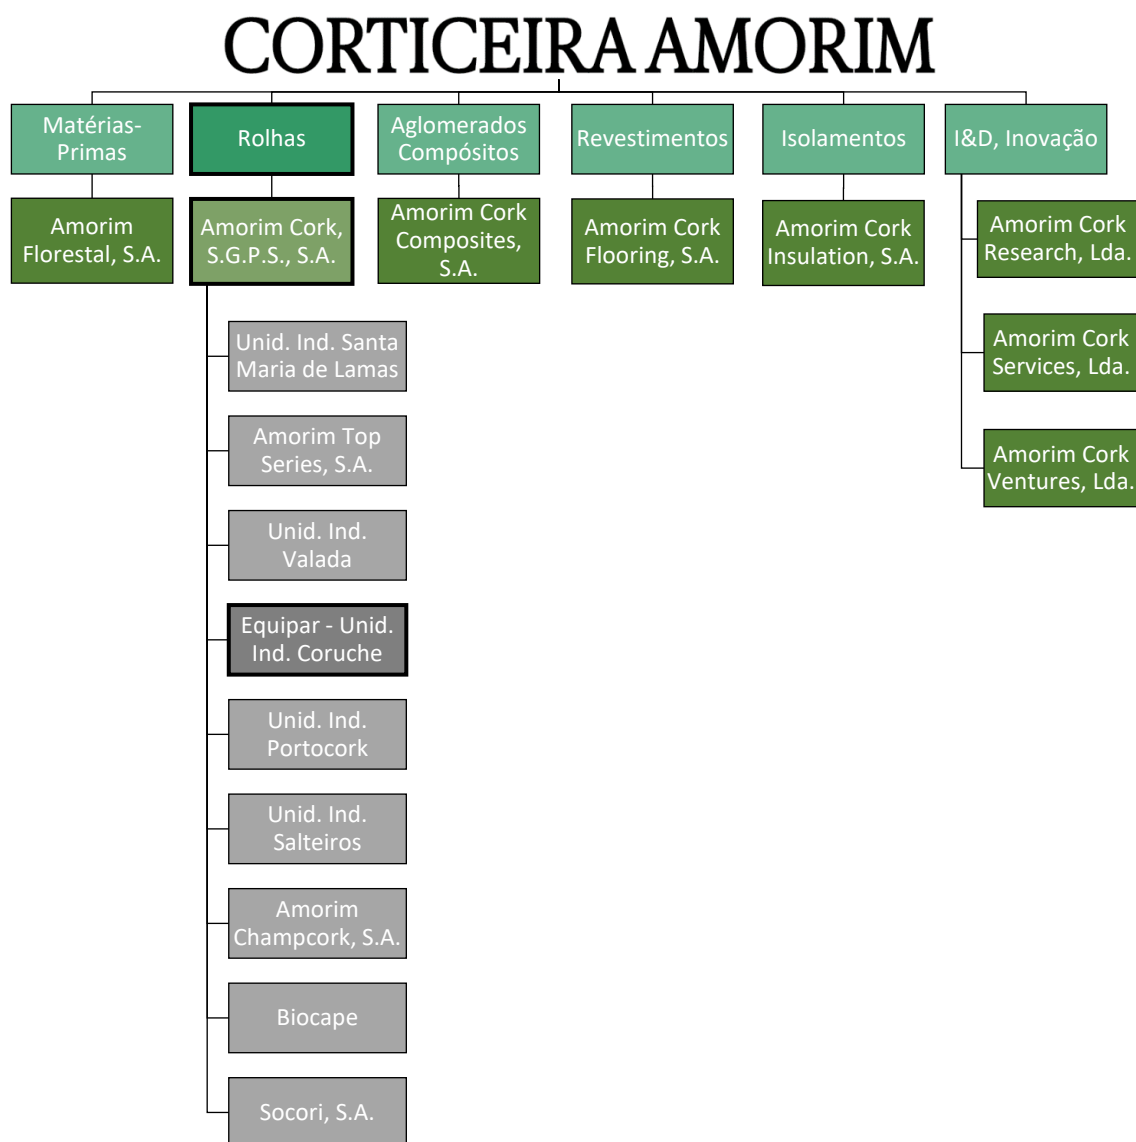 CORTICEIRA AMORIM
Matérias-
Primas
Rolhas
Aglomerados
Compósitos
Revestimentos
Isolamentos
I&D, Inovação
Amorim
Florestal, S.A.
Amorim Cork,
S.G.P.S., S.A.
Amorim Cork
Composites,
S.A.
Amorim Cork
Flooring, S.A.
Amorim Cork
Insulation, S.A.
Amorim Cork
Research, Lda.
Amorim Cork
Services, Lda.
Amorim Cork
Ventures, Lda.
Unid. Ind. Santa
Maria de Lamas
Amorim Top
Series, S.A.
Unid. Ind.
Valada
Equipar - Unid.
Ind. Coruche
Unid. Ind.
Portocork
Unid. Ind.
Salteiros
Amorim
Champcork, S.A.
Biocape
Socori, S.A.